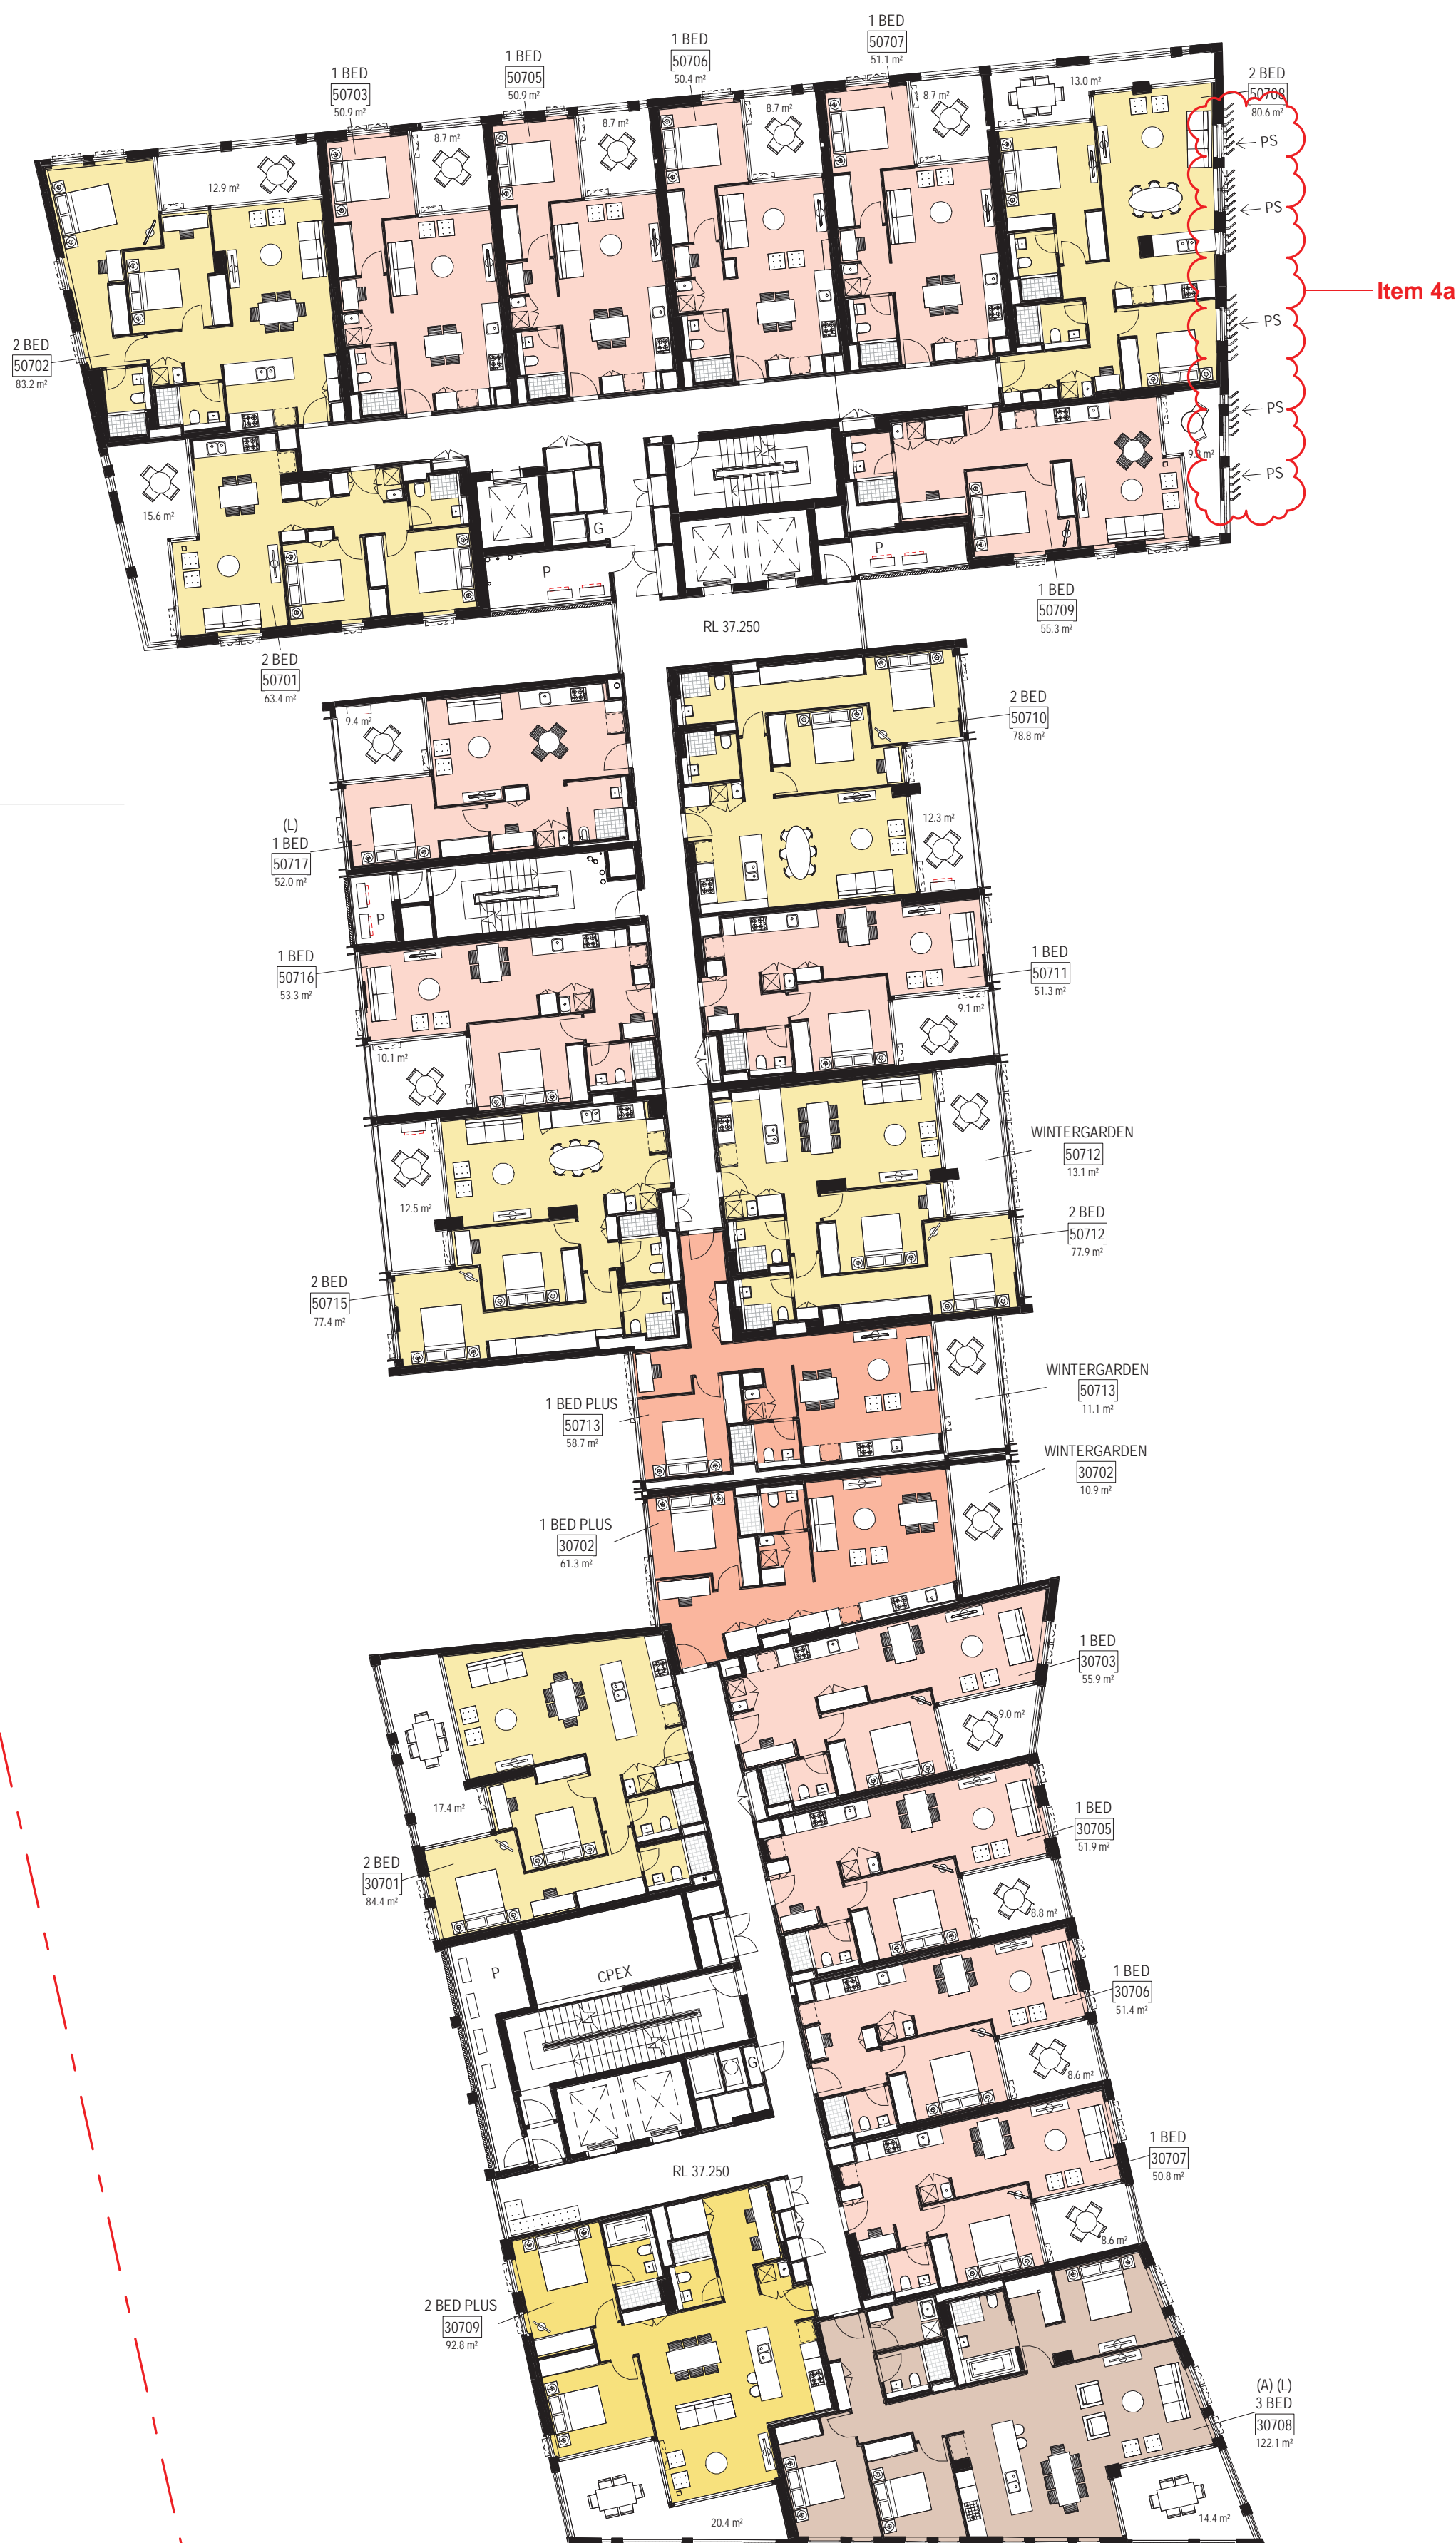 1 BED
50707
51.1 m²
1 BED
50706
50.4 m²
1 BED
50705
50.9 m²
1 BED
50703
50.9 m²
2 BED
50708
80.6 m²
13.0 m²
8.7 m²
8.7 m²
8.7 m²
8.7 m²
12.9 m²
PS
PS
PS
PS
PS
Item 4a
2 BED
50702
83.2 m²
15.6 m²
G
P
P
RL 37.250
1 BED
50709
55.3 m²
2 BED
50701
63.4 m²
2 BED
50710
78.8 m²
9.4 m²
12.3 m²
(L)
1 BED
50717
52.0 m²
P
1 BED
50716
53.3 m²
1 BED
50711
51.3 m²
9.1 m²
10.1 m²
WINTERGARDEN
50712
13.1 m²
12.5 m²
2 BED
50712
77.9 m²
2 BED
50715
77.4 m²
WINTERGARDEN
50713
11.1 m²
1 BED PLUS
50713
58.7 m²
WINTERGARDEN
30702
10.9 m²
1 BED PLUS
30702
61.3 m²
1 BED
30703
55.9 m²
9.0 m²
17.4 m²
1 BED
30705
51.9 m²
2 BED
30701
84.4 m²
8.8 m²
P
CPEX
1 BED
30706
51.4 m²
G
8.6 m²
1 BED
30707
50.8 m²
RL 37.250
8.6 m²
2 BED PLUS
30709
92.8 m²
(A) (L)
3 BED
30708
122.1 m²
20.4 m²
14.4 m²